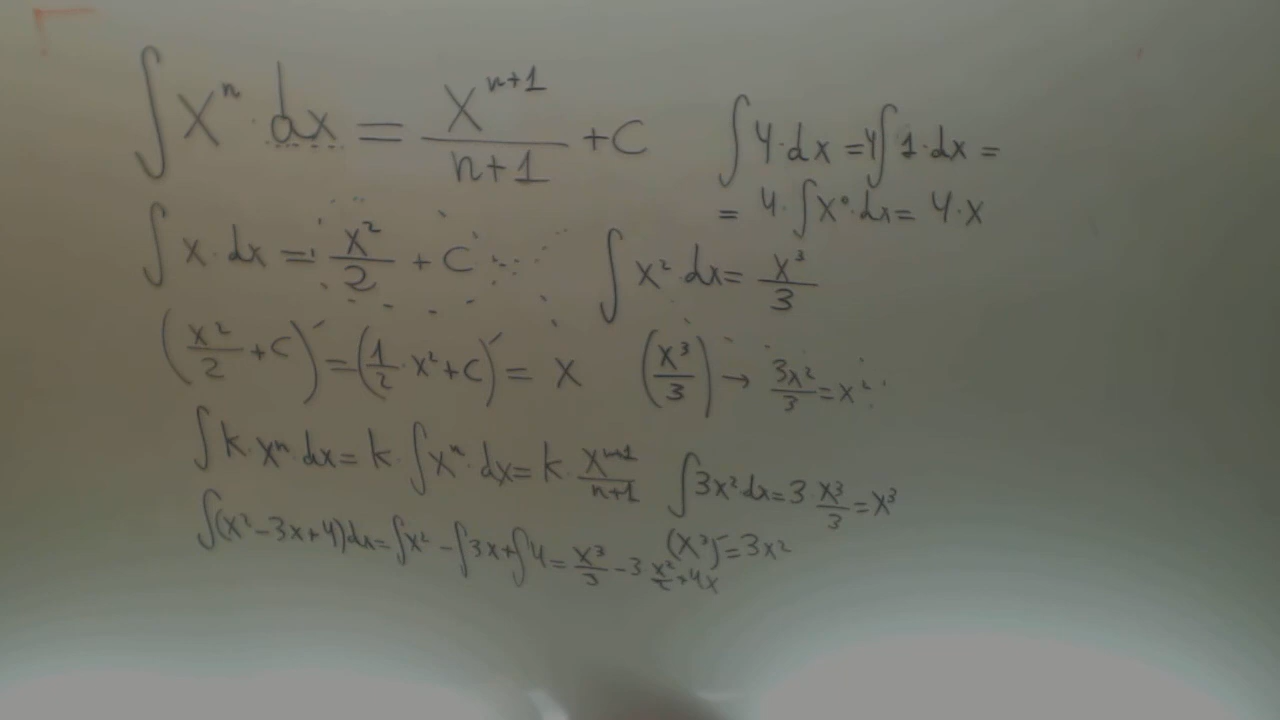 ∫ xⁿ · dx = xⁿ⁺¹/(n+1) + C
∫ 4 · dx = 4 ∫ 1 · dx =
= 4 · ∫ x⁰ · dx = 4 · x
∫ x · dx = x²/2 + C
∫ x² · dx = x³/3
(x²/2 + C)′ = (1/2 · x² + C)′ = x
(x³/3) → 3x²/3 = x²
∫ k · xⁿ · dx = k · ∫ xⁿ · dx = k · xⁿ⁺¹/(n+1)
∫ 3x² dx = 3 · x³/3 = x³
∫ (x² − 3x + 4) dx = ∫ x² − ∫ 3x + ∫ 4 = x³/3 − 3 x²/2 + 4x
(x³)′ = 3x²